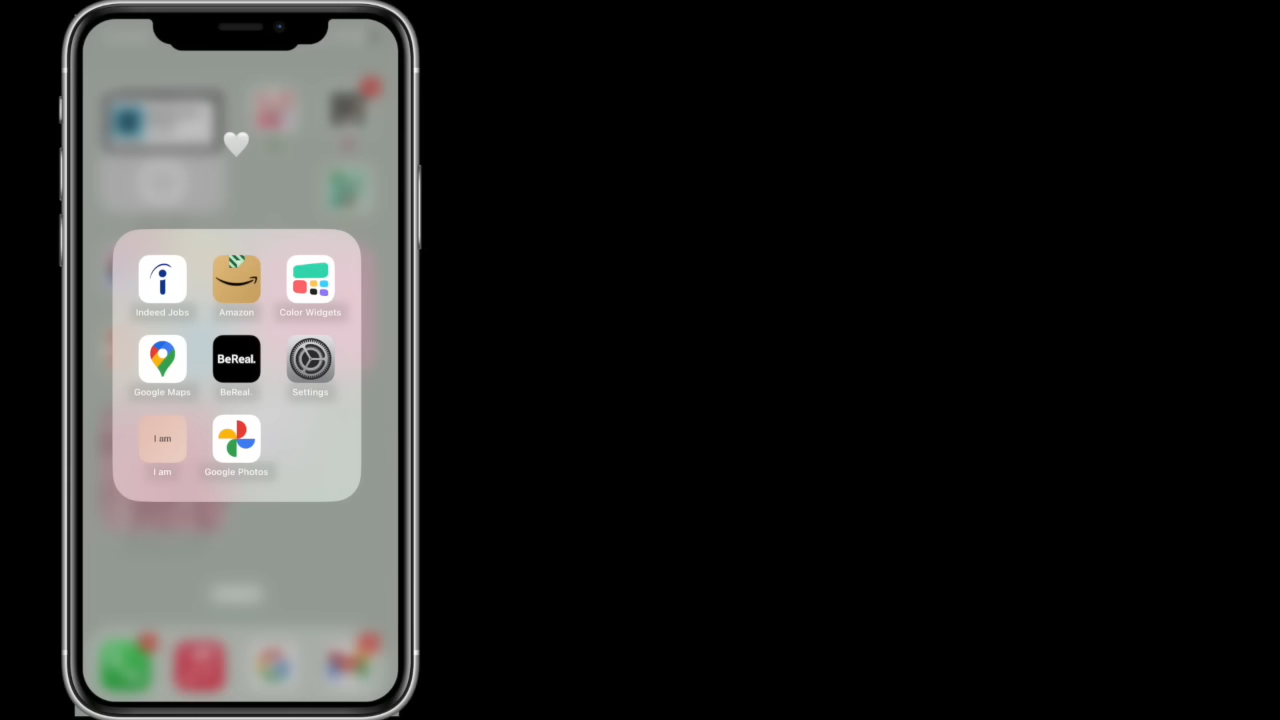 🤍
Indeed Jobs
Amazon
Color Widgets
BeReal.
Google Maps
BeReal.
Settings
I am
I am
Google Photos